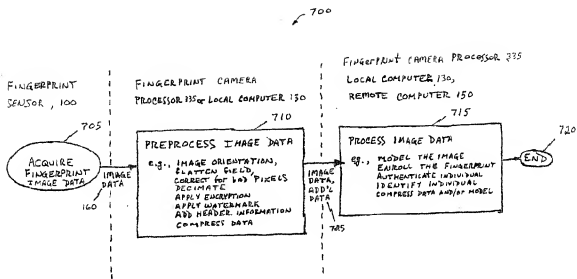 700
FINGERPRINT
SENSOR, 100
FINGERPRINT CAMERA
PROCESSOR 335 or LOCAL COMPUTER 130
FINGERPRINT CAMERA PROCESSOR 335
LOCAL COMPUTER 130,
REMOTE COMPUTER 150
705
ACQUIRE
FINGERPRINT
IMAGE DATA
IMAGE
DATA
160
710
PREPROCESS IMAGE DATA
e.g., IMAGE ORIENTATION,
FLATTEN FIELD,
CORRECT FOR bAD PIXELS
DECIMATE
APPLY ENCRYPTION
APPLY WATERMARK
ADD HEADER INFORMATION
COMPRESS DATA
IMAGE
DATA,
ADD'L
DATA
715
PROCESS IMAGE DATA
eg., MODEL THE IMAGE
ENROLL THE FINGERPRINT
AUTHENTICATE INDIVIDUAL
IDENTIFY INDIVIDUAL
COMPRESS DATA AND/OR MODEL
720
END